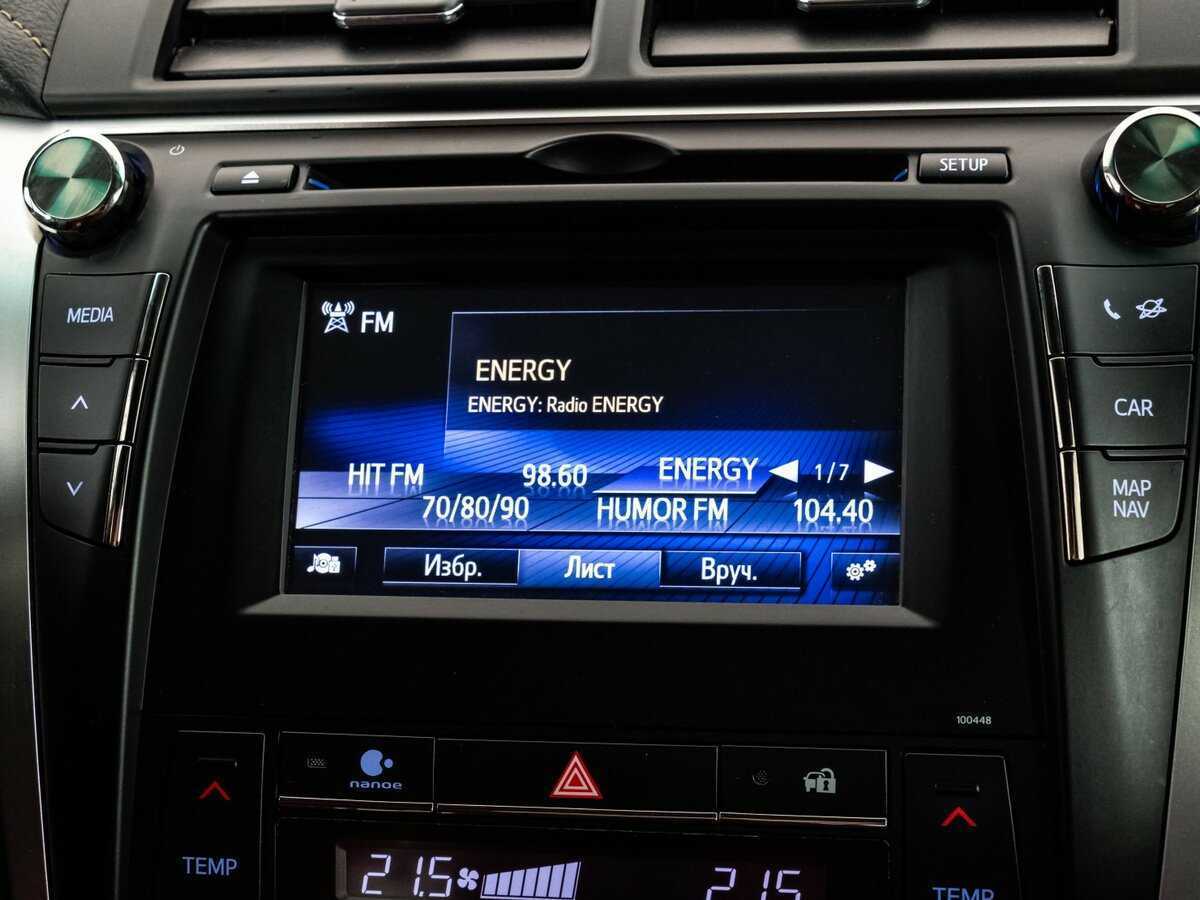 SETUP
MEDIA
FM
ENERGY
ENERGY: Radio ENERGY
HIT FM 98.60 ENERGY 1/7
70/80/90 HUMOR FM 104.40
Избр. Лист Вруч.
CAR
MAP
NAV
100448
nanoe
TEMP
21.5 21.5
TEMP